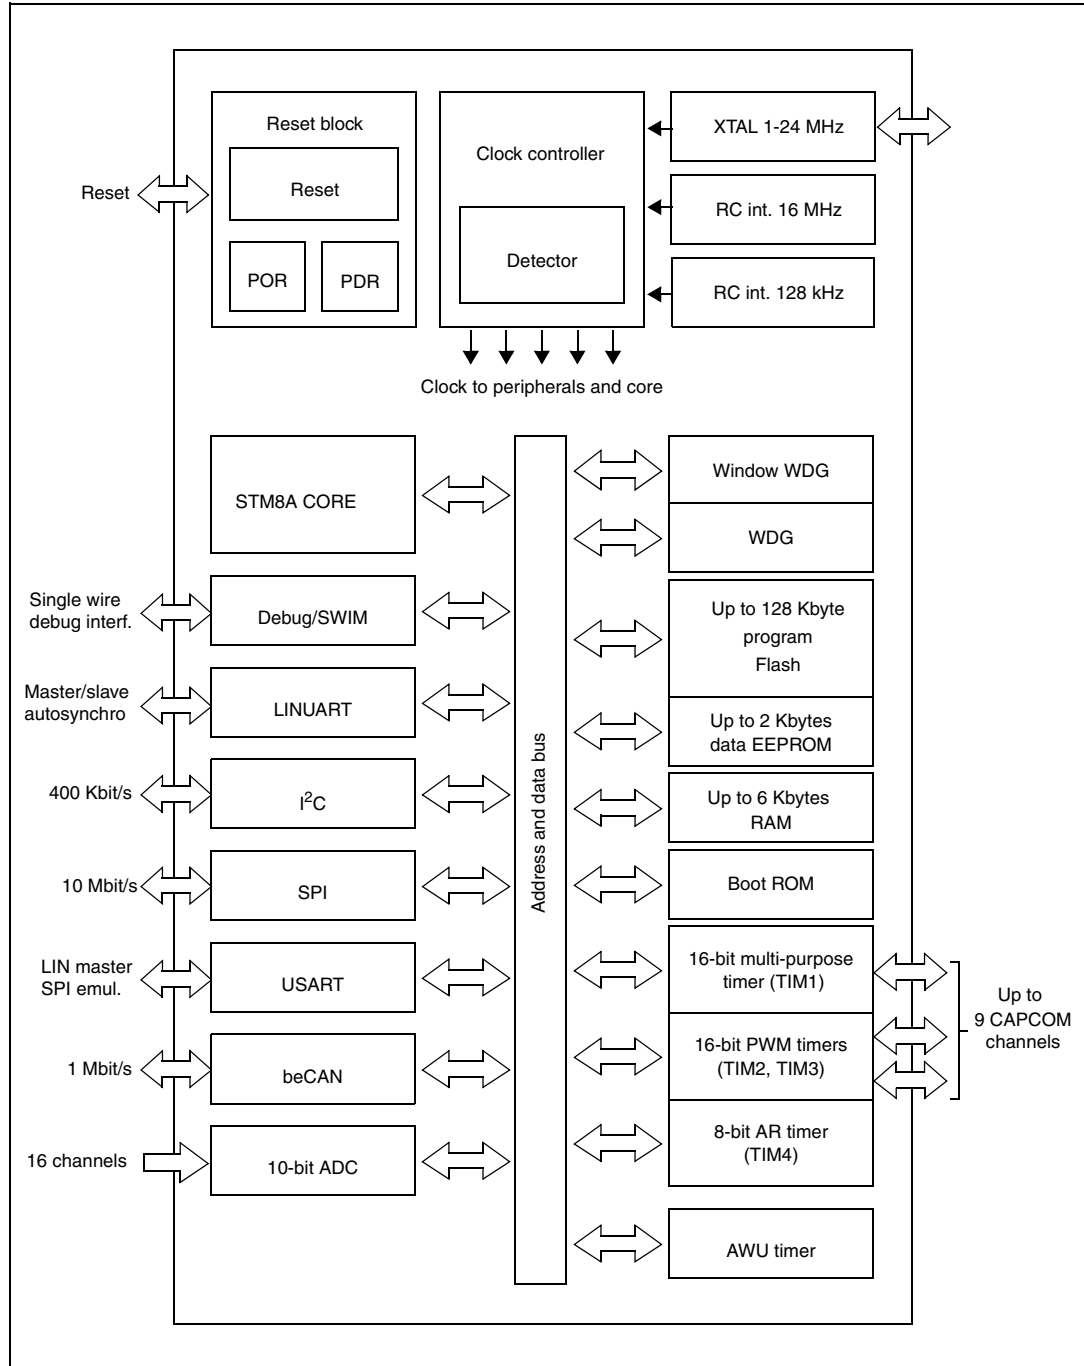 Reset block
Reset
POR
PDR
Reset
Clock controller
Detector
XTAL 1-24 MHz
RC int. 16 MHz
RC int. 128 kHz
Clock to peripherals and core
STM8A CORE
Single wire
debug interf.
Debug/SWIM
Master/slave
autosynchro
LINUART
400 Kbit/s
I²C
10 Mbit/s
SPI
LIN master
SPI emul.
USART
1 Mbit/s
beCAN
16 channels
10-bit ADC
Address and data bus
Window WDG
WDG
Up to 128 Kbyte
program
Flash
Up to 2 Kbytes
data EEPROM
Up to 6 Kbytes
RAM
Boot ROM
16-bit multi-purpose
timer (TIM1)
16-bit PWM timers
(TIM2, TIM3)
8-bit AR timer
(TIM4)
AWU timer
Up to
9 CAPCOM
channels